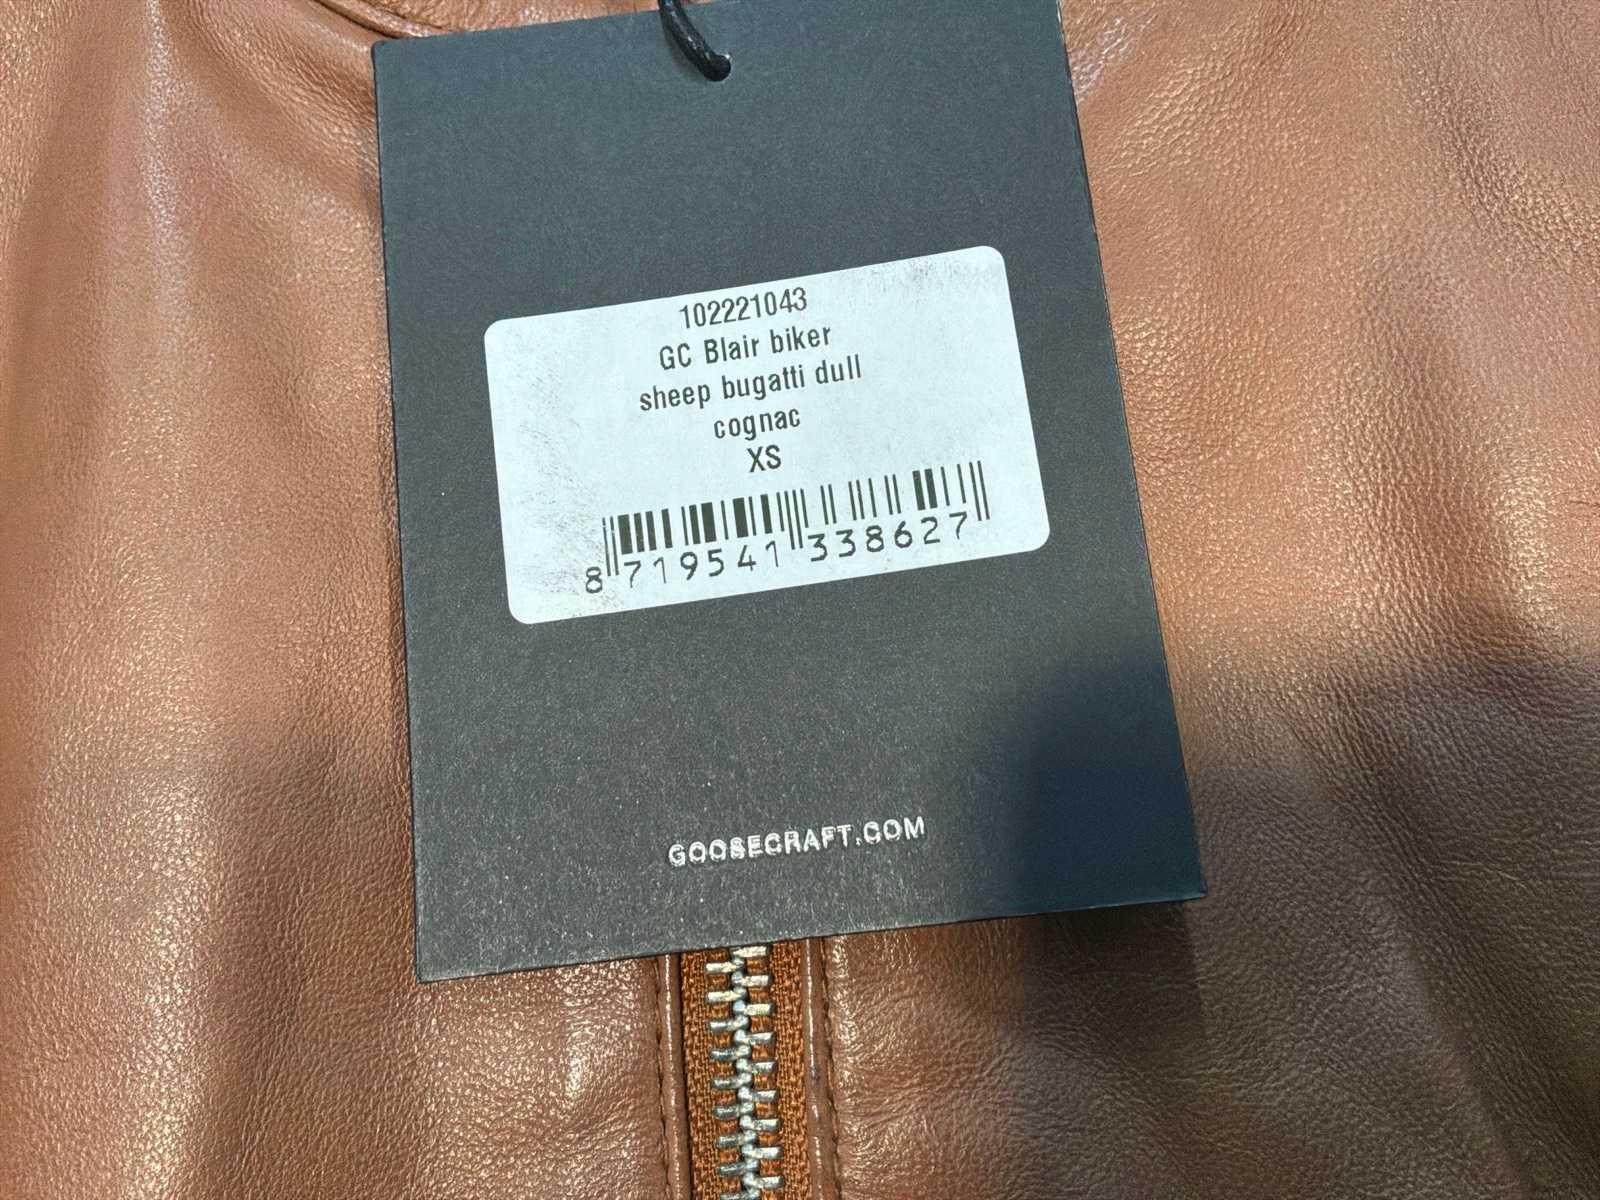 102221043
GC Blair biker
sheep bugatti dull
cognac
XS
8 719541 338627
GOOSECRAFT.COM